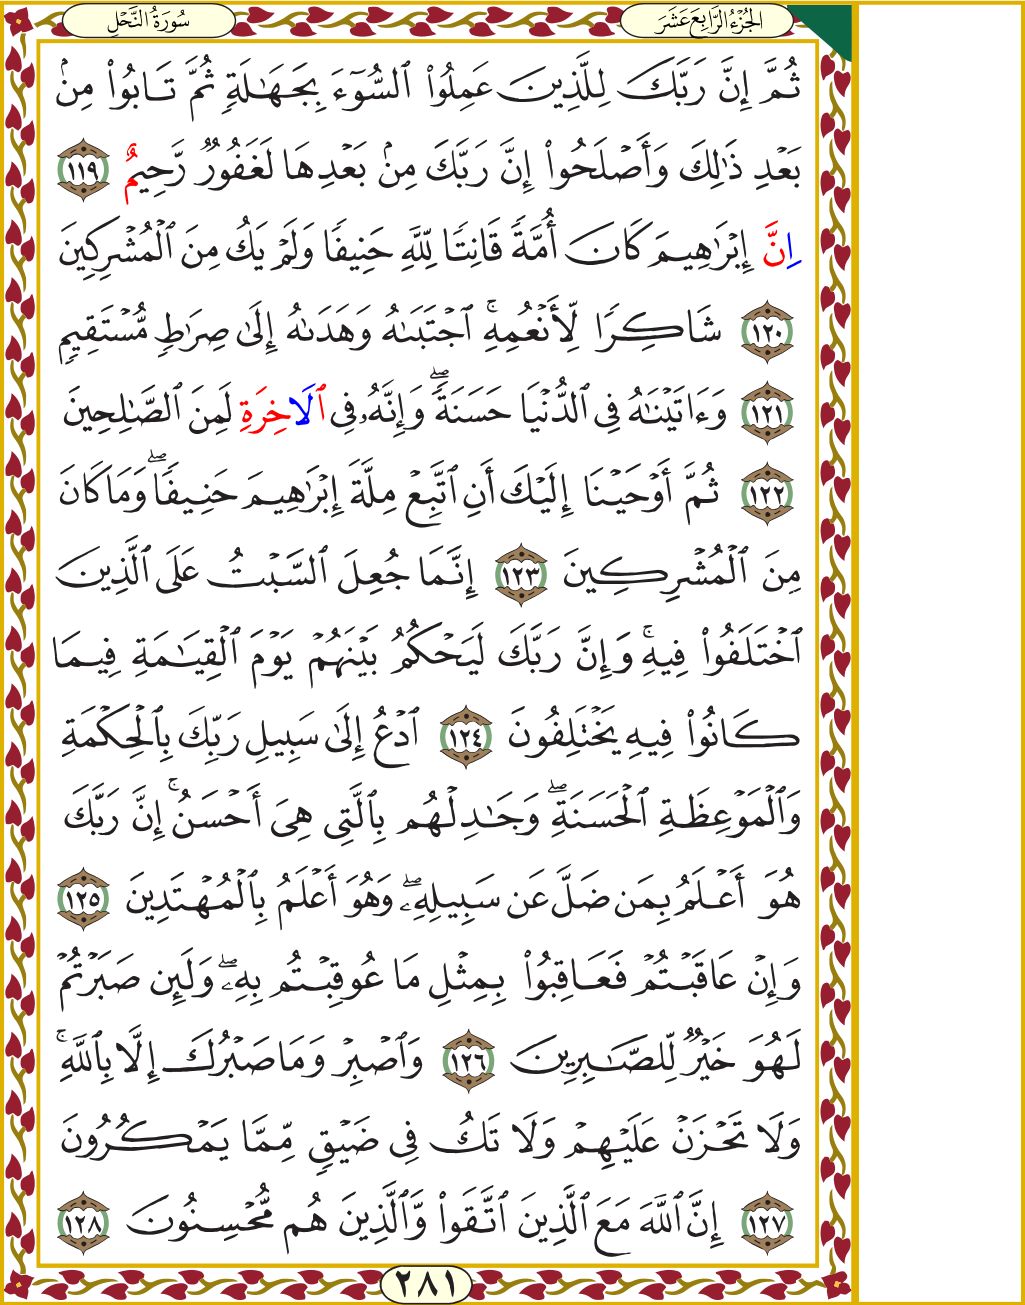 الجُزْءُ الرَّابِعَ عَشَرَ
سُورَةُ النَّحْلِ
ثُمَّ إِنَّ رَبَّكَ لِلَّذِينَ عَمِلُوا۟ ٱلسُّوٓءَ بِجَهَـٰلَةٍ ثُمَّ تَابُوا۟ مِنۢ
بَعْدِ ذَٰلِكَ وَأَصْلَحُوٓا۟ إِنَّ رَبَّكَ مِنۢ بَعْدِهَا لَغَفُورٌ رَّحِيمٌ ١١٩
اِنَّ إِبْرَٰهِيمَ كَانَ أُمَّةً قَانِتًا لِّلَّهِ حَنِيفًا وَلَمْ يَكُ مِنَ ٱلْمُشْرِكِينَ
١٢٠ شَاكِرًا لِّأَنْعُمِهِ ۚ ٱجْتَبَىٰهُ وَهَدَىٰهُ إِلَىٰ صِرَٰطٍ مُّسْتَقِيمٍ
١٢١ وَءَاتَيْنَـٰهُ فِى ٱلدُّنْيَا حَسَنَةً ۖ وَإِنَّهُۥ فِى ٱلَاخِرَةِ لَمِنَ ٱلصَّـٰلِحِينَ
١٢٢ ثُمَّ أَوْحَيْنَا إِلَيْكَ أَنِ ٱتَّبِعْ مِلَّةَ إِبْرَٰهِيمَ حَنِيفًا ۖ وَمَا كَانَ
مِنَ ٱلْمُشْرِكِينَ ١٢٣ إِنَّمَا جُعِلَ ٱلسَّبْتُ عَلَى ٱلَّذِينَ
ٱخْتَلَفُوا۟ فِيهِ ۚ وَإِنَّ رَبَّكَ لَيَحْكُمُ بَيْنَهُمْ يَوْمَ ٱلْقِيَـٰمَةِ فِيمَا
كَانُوا۟ فِيهِ يَخْتَلِفُونَ ١٢٤ ٱدْعُ إِلَىٰ سَبِيلِ رَبِّكَ بِٱلْحِكْمَةِ
وَٱلْمَوْعِظَةِ ٱلْحَسَنَةِ ۖ وَجَـٰدِلْهُم بِٱلَّتِى هِىَ أَحْسَنُ ۚ إِنَّ رَبَّكَ
هُوَ أَعْلَمُ بِمَن ضَلَّ عَن سَبِيلِهِۦ ۖ وَهُوَ أَعْلَمُ بِٱلْمُهْتَدِينَ ١٢٥
وَإِنْ عَاقَبْتُمْ فَعَاقِبُوا۟ بِمِثْلِ مَا عُوقِبْتُم بِهِۦ ۖ وَلَئِن صَبَرْتُمْ
لَهُوَ خَيْرٌ لِّلصَّـٰبِرِينَ ١٢٦ وَٱصْبِرْ وَمَا صَبْرُكَ إِلَّا بِٱللَّهِ ۚ
وَلَا تَحْزَنْ عَلَيْهِمْ وَلَا تَكُ فِى ضَيْقٍ مِّمَّا يَمْكُرُونَ
١٢٧ إِنَّ ٱللَّهَ مَعَ ٱلَّذِينَ ٱتَّقَوا۟ وَّٱلَّذِينَ هُم مُّحْسِنُونَ ١٢٨
٢٨١